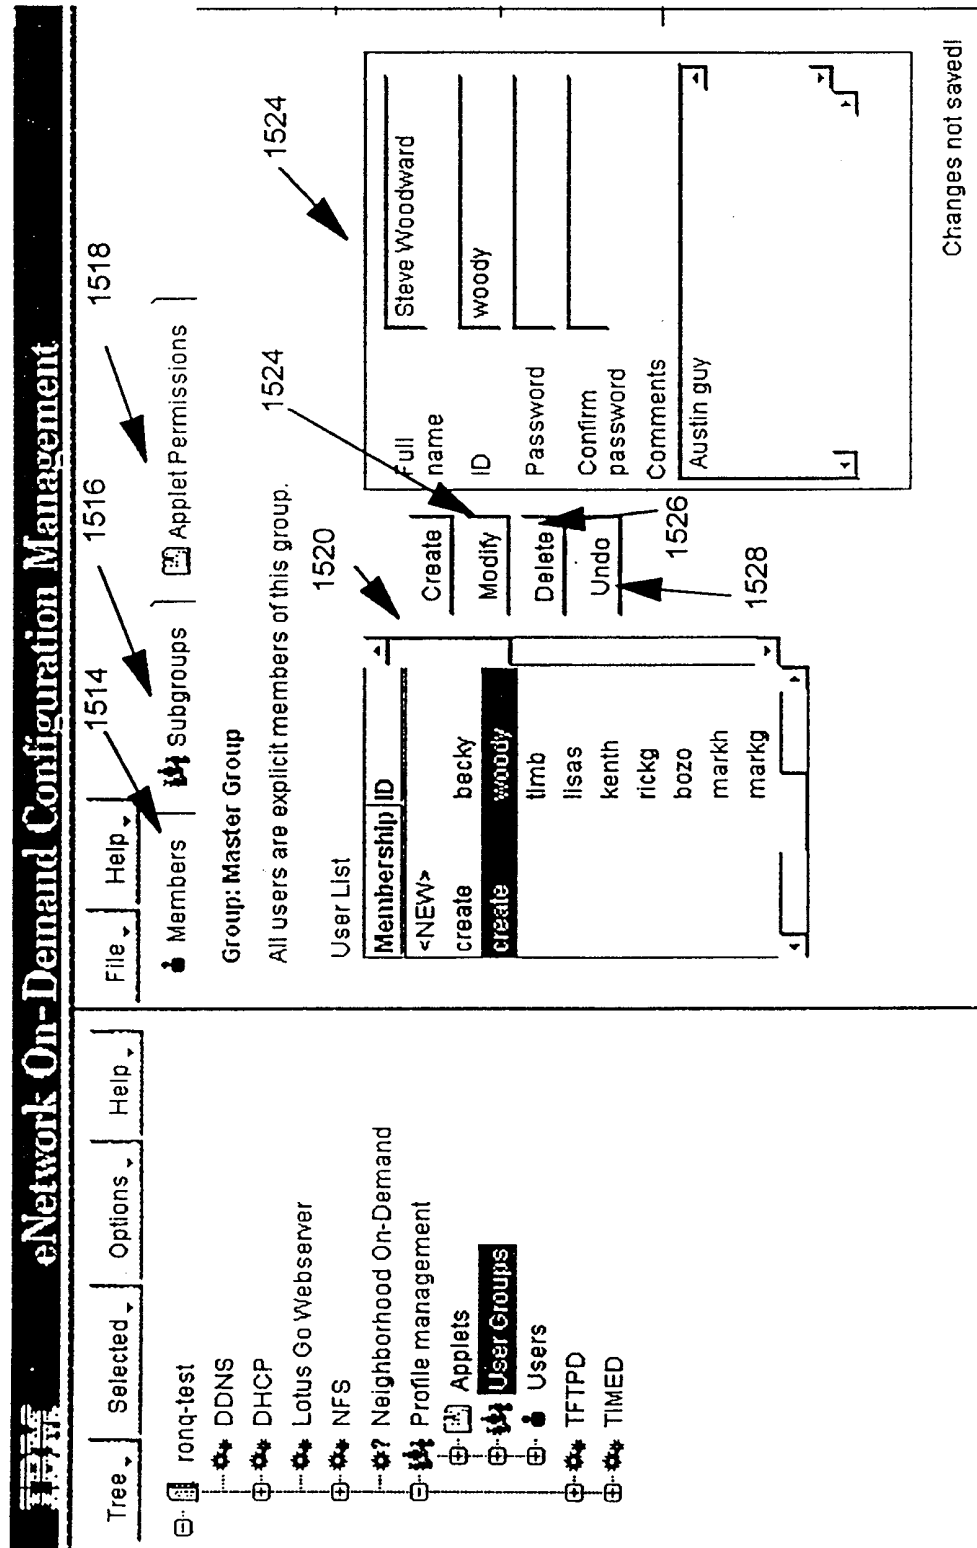 IBM
eNetwork On-Demand Configuration Management
Tree
Selected
Options
Help
ronq-test
DDNS
DHCP
Lotus Go Webserver
NFS
Neighborhood On-Demand
Profile management
Applets
User Groups
Users
TFTPD
TIMED
File
Help
1514
1516
1518
Members
Subgroups
Applet Permissions
Group: Master Group
All users are explicit members of this group.
1520
1524
1524
User List
Membership ID
<NEW>
create becky
create woody
timb
lisas
kenth
rickg
bozo
markh
markg
Create
Modify
Delete
Undo
1526
1528
Full name Steve Woodward
ID woody
Password
Confirm password
Comments
Austin guy
Changes not saved!